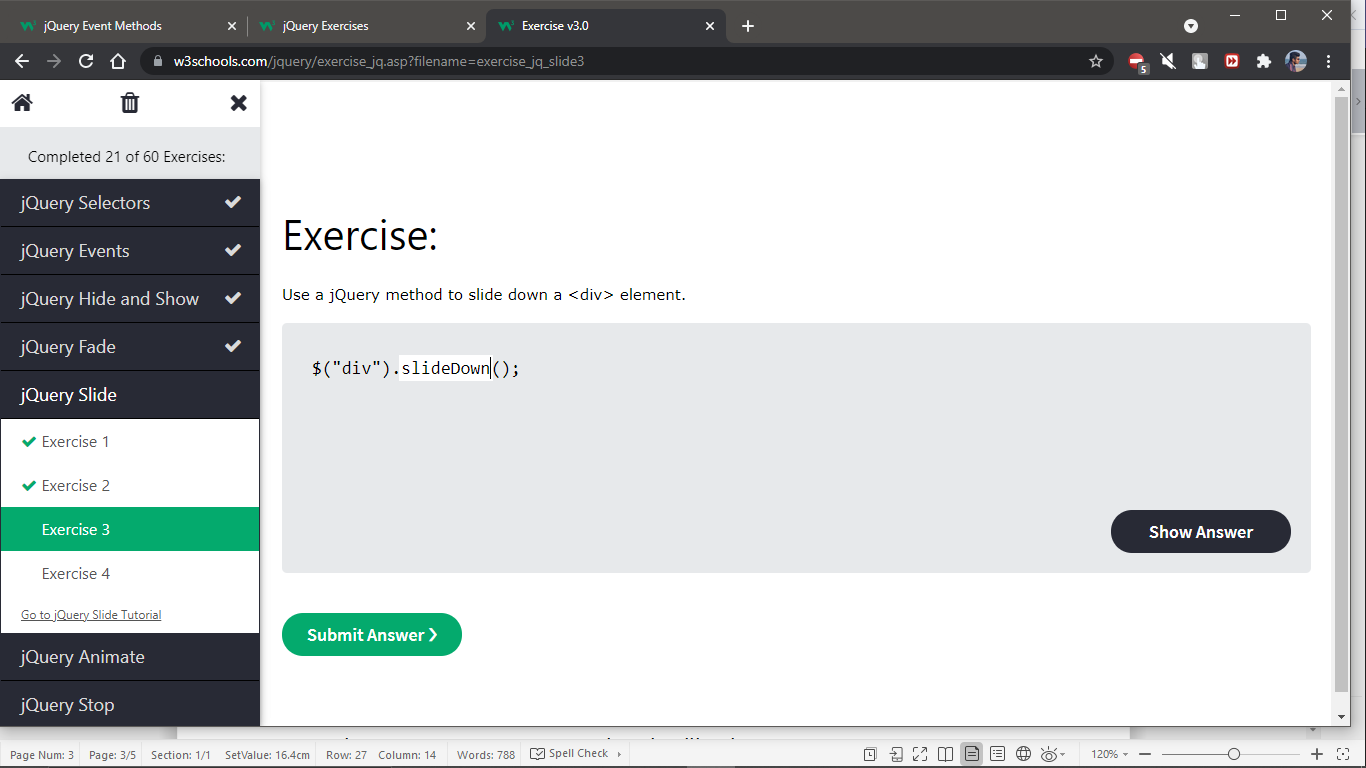 jQuery Event Methods
jQuery Exercises
Exercise v3.0
w3schools.com/jquery/exercise_jq.asp?filename=exercise_jq_slide3
5
Completed 21 of 60 Exercises:
jQuery Selectors
jQuery Events
jQuery Hide and Show
jQuery Fade
jQuery Slide
Exercise 1
Exercise 2
Exercise 3
Exercise 4
Go to jQuery Slide Tutorial
jQuery Animate
jQuery Stop
Exercise:
Use a jQuery method to slide down a <div> element.
$("div").slideDown();
Show Answer
Submit Answer ❯
Page Num: 3 Page: 3/5 Section: 1/1 SetValue: 16.4cm Row: 27 Column: 14 Words: 788 Spell Check 120%